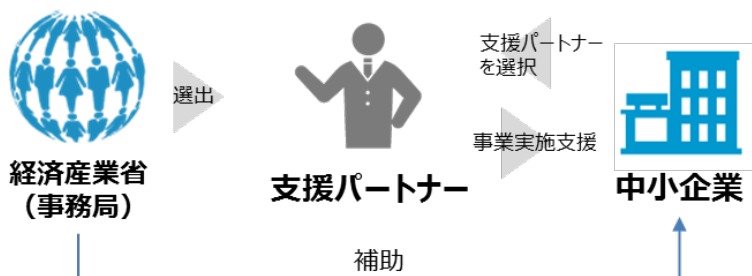 選出
支援パートナー
を選択
事業実施支援
経済産業省
（事務局）
支援パートナー
中小企業
補助